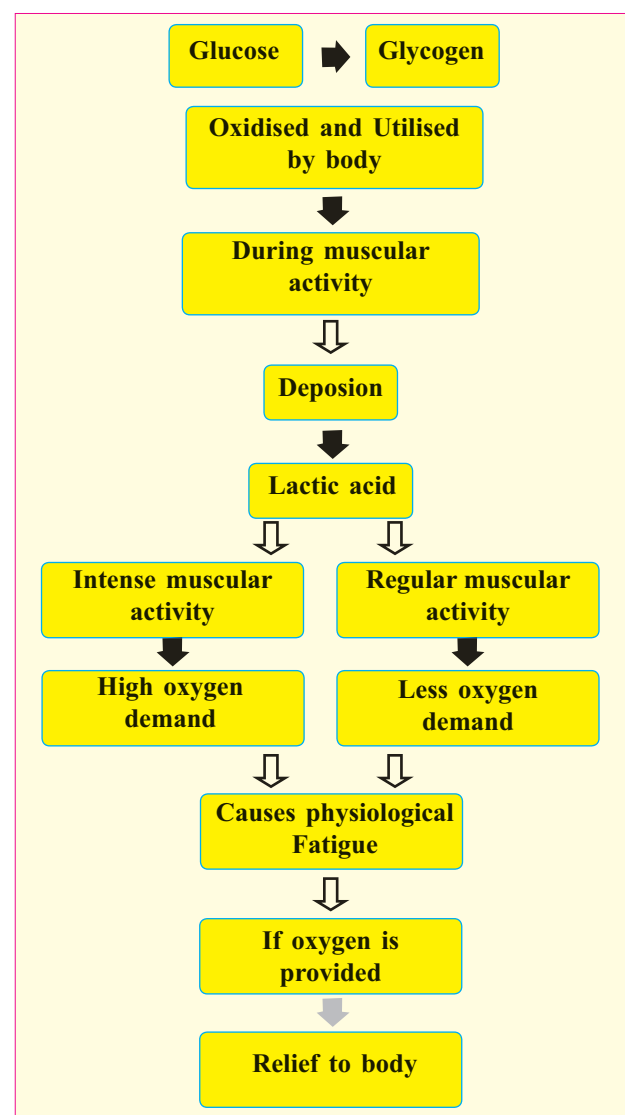 Glucose
Glycogen
Oxidised and Utilised
by body
During muscular
activity
Deposion
Lactic acid
Intense muscular
activity
Regular muscular
activity
High oxygen
demand
Less oxygen
demand
Causes physiological
Fatigue
If oxygen is
provided
Relief to body